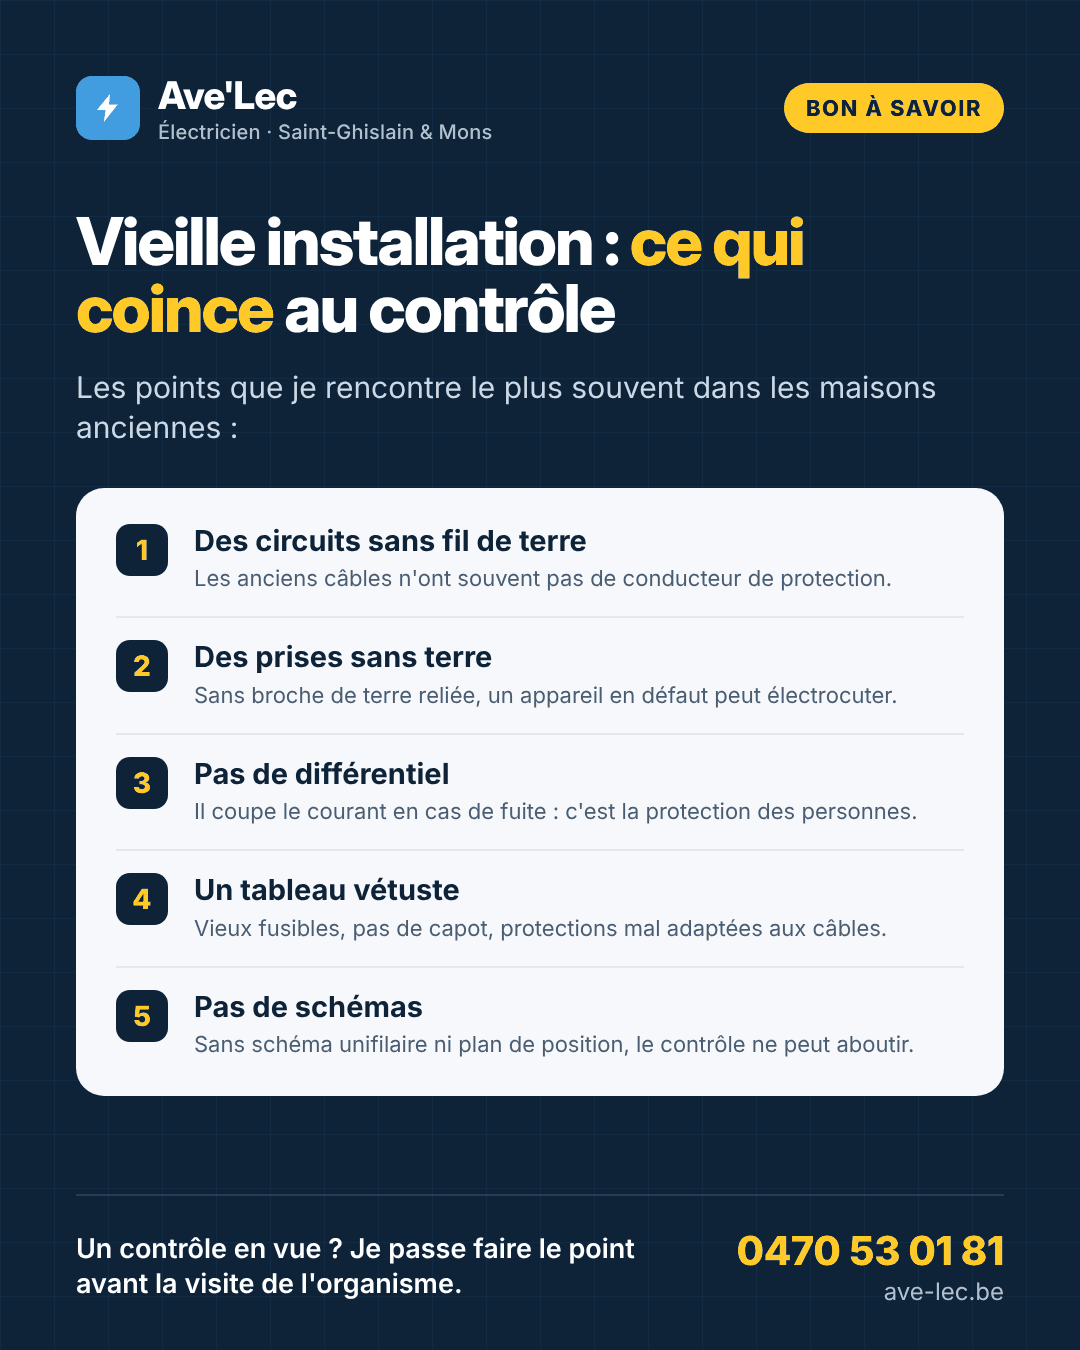 Ave'Lec
Électricien · Saint-Ghislain & Mons
BON À SAVOIR
Vieille installation : ce qui
coince au contrôle
Les points que je rencontre le plus souvent dans les maisons
anciennes :
1
Des circuits sans fil de terre
Les anciens câbles n'ont souvent pas de conducteur de protection.
2
Des prises sans terre
Sans broche de terre reliée, un appareil en défaut peut électrocuter.
3
Pas de différentiel
Il coupe le courant en cas de fuite : c'est la protection des personnes.
4
Un tableau vétuste
Vieux fusibles, pas de capot, protections mal adaptées aux câbles.
5
Pas de schémas
Sans schéma unifilaire ni plan de position, le contrôle ne peut aboutir.
Un contrôle en vue ? Je passe faire le point
avant la visite de l'organisme.
0470 53 01 81
ave-lec.be